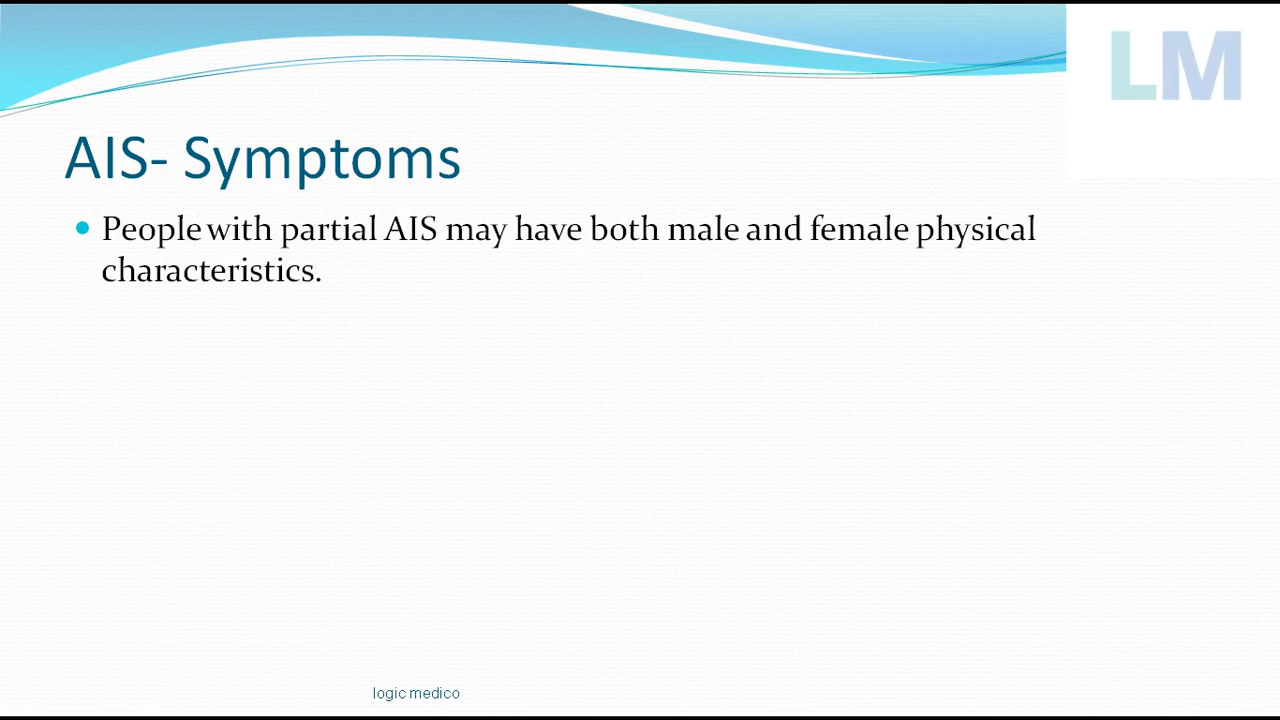 LM
AIS- Symptoms
People with partial AIS may have both male and female physical
characteristics.
logic medico